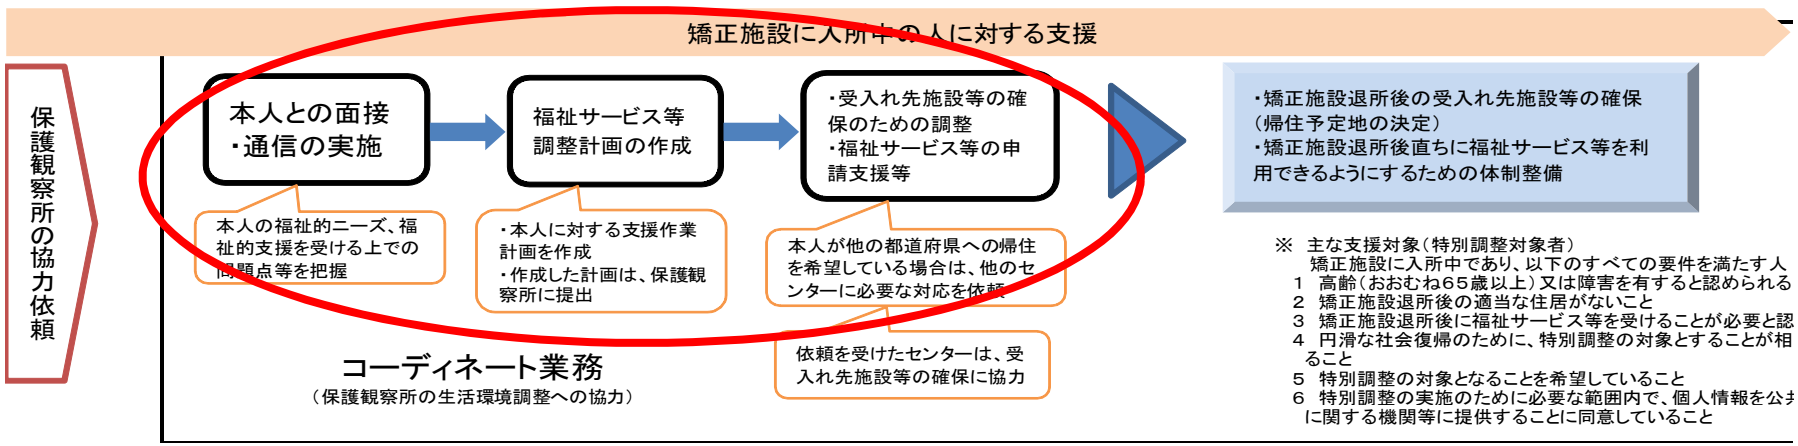 矯正施設に入所中の人に対する支援
保護観察所の協力依頼
本人との面接
・通信の実施
福祉サービス等
調整計画の作成
・受入れ先施設等の確
保のための調整
・福祉サービス等の申
請支援等
・矯正施設退所後の受入れ先施設等の確保
(帰住予定地の決定)
・矯正施設退所後直ちに福祉サービス等を利
用できるようにするための体制整備
本人の福祉的ニーズ、福
祉的支援を受ける上での
問題点等を把握
・本人に対する支援作業
計画を作成
・作成した計画は、保護観
察所に提出
本人が他の都道府県への帰住
を希望している場合は、他のセ
ンターに必要な対応を依頼
依頼を受けたセンターは、受
入れ先施設等の確保に協力
コーディネート業務
(保護観察所の生活環境調整への協力)
※ 主な支援対象(特別調整対象者)
矯正施設に入所中であり、以下のすべての要件を満たす人
1 高齢(おおむね65歳以上)又は障害を有すると認められる
2 矯正施設退所後の適当な住居がないこと
3 矯正施設退所後に福祉サービス等を受けることが必要と認
4 円滑な社会復帰のために、特別調整の対象とすることが相
ること
5 特別調整の対象となることを希望していること
6 特別調整の実施のために必要な範囲内で、個人情報を公共
に関する機関等に提供することに同意していること